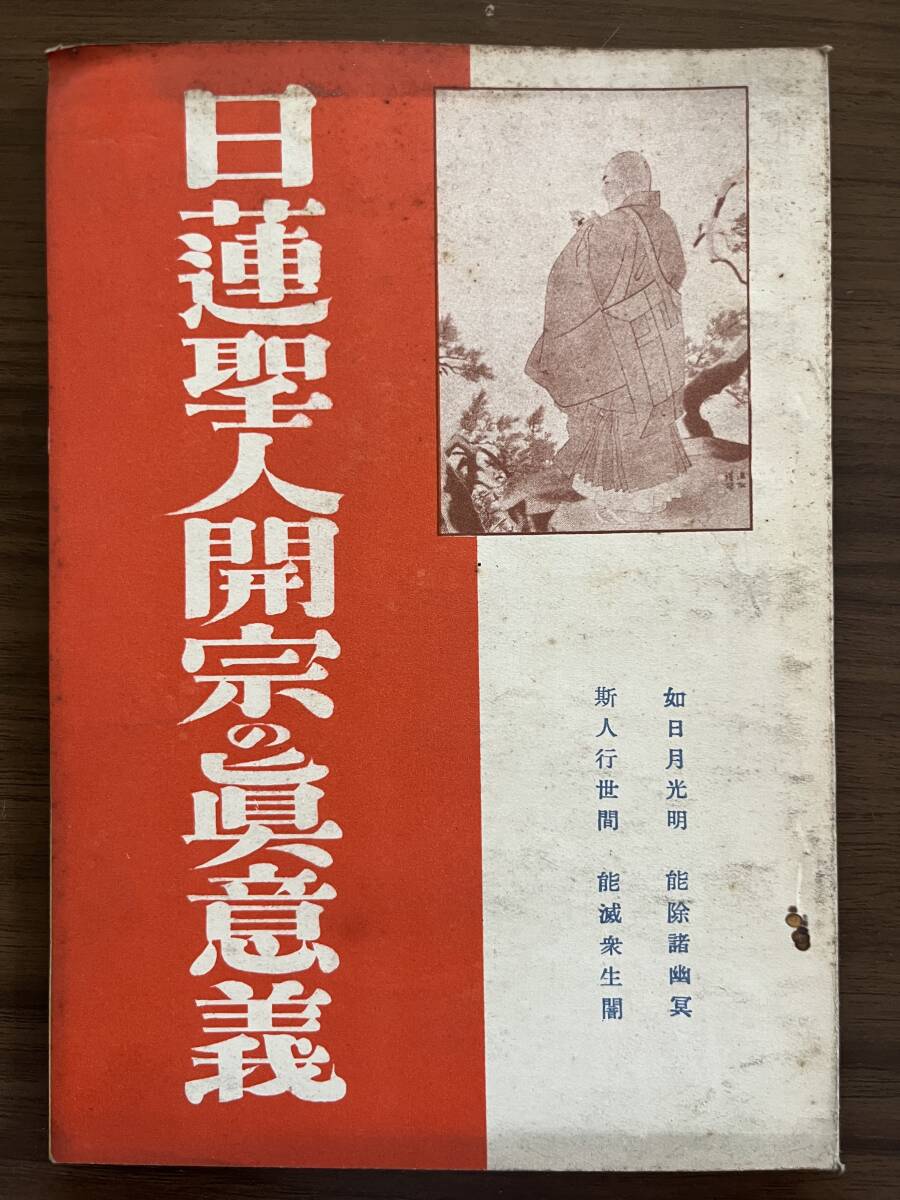 日蓮聖人開宗の眞意義
如日月光明 能除諸幽冥
斯人行世間 能滅衆生闇